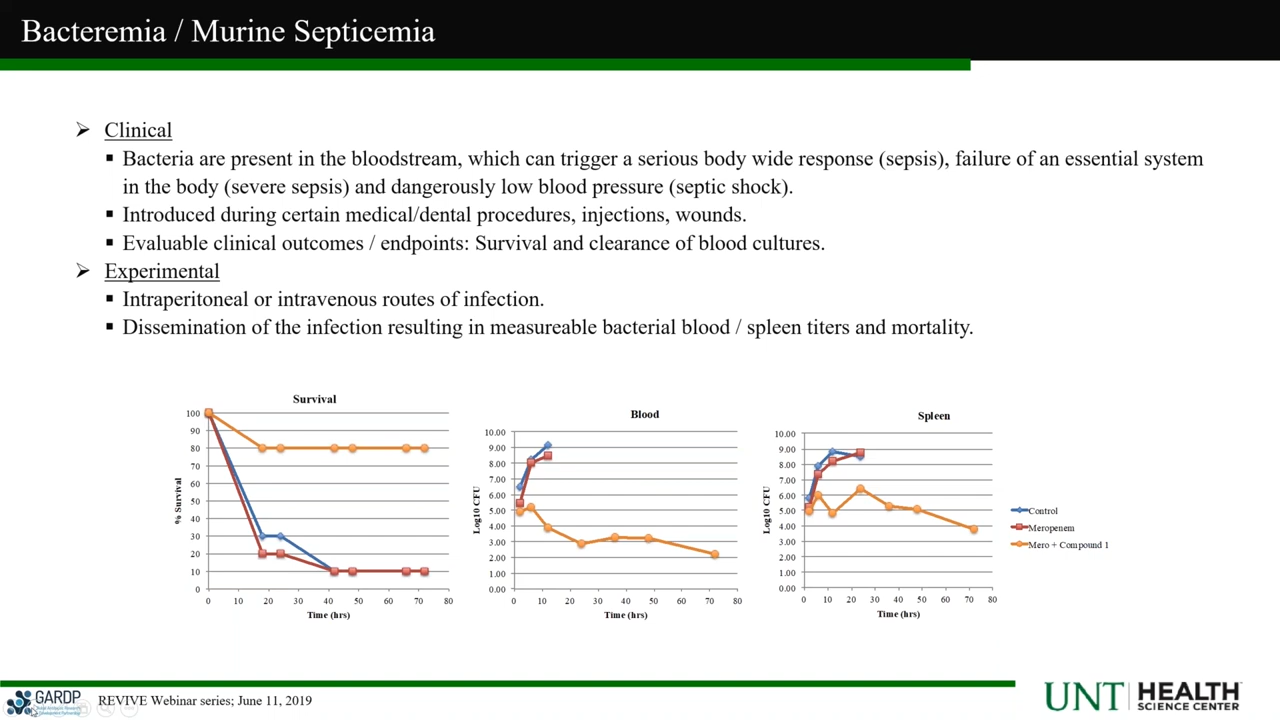 Bacteremia / Murine Septicemia
Clinical
Bacteria are present in the bloodstream, which can trigger a serious body wide response (sepsis), failure of an essential system
in the body (severe sepsis) and dangerously low blood pressure (septic shock).
Introduced during certain medical/dental procedures, injections, wounds.
Evaluable clinical outcomes / endpoints: Survival and clearance of blood cultures.
Experimental
Intraperitoneal or intravenous routes of infection.
Dissemination of the infection resulting in measureable bacterial blood / spleen titers and mortality.
Survival
100
90
80
70
60
50
40
30
20
10
0
% Survival
0 10 20 30 40 50 60 70 80
Time (hrs)
Blood
10.00
9.00
8.00
7.00
6.00
5.00
4.00
3.00
2.00
1.00
0.00
Log10 CFU
0 10 20 30 40 50 60 70 80
Time (hrs)
Spleen
10.00
9.00
8.00
7.00
6.00
5.00
4.00
3.00
2.00
1.00
0.00
Log10 CFU
0 10 20 30 40 50 60 70 80
Time (hrs)
Control
Meropenem
Mero + Compound 1
GARDP
REVIVE Webinar series; June 11, 2019
UNT HEALTH
SCIENCE CENTER